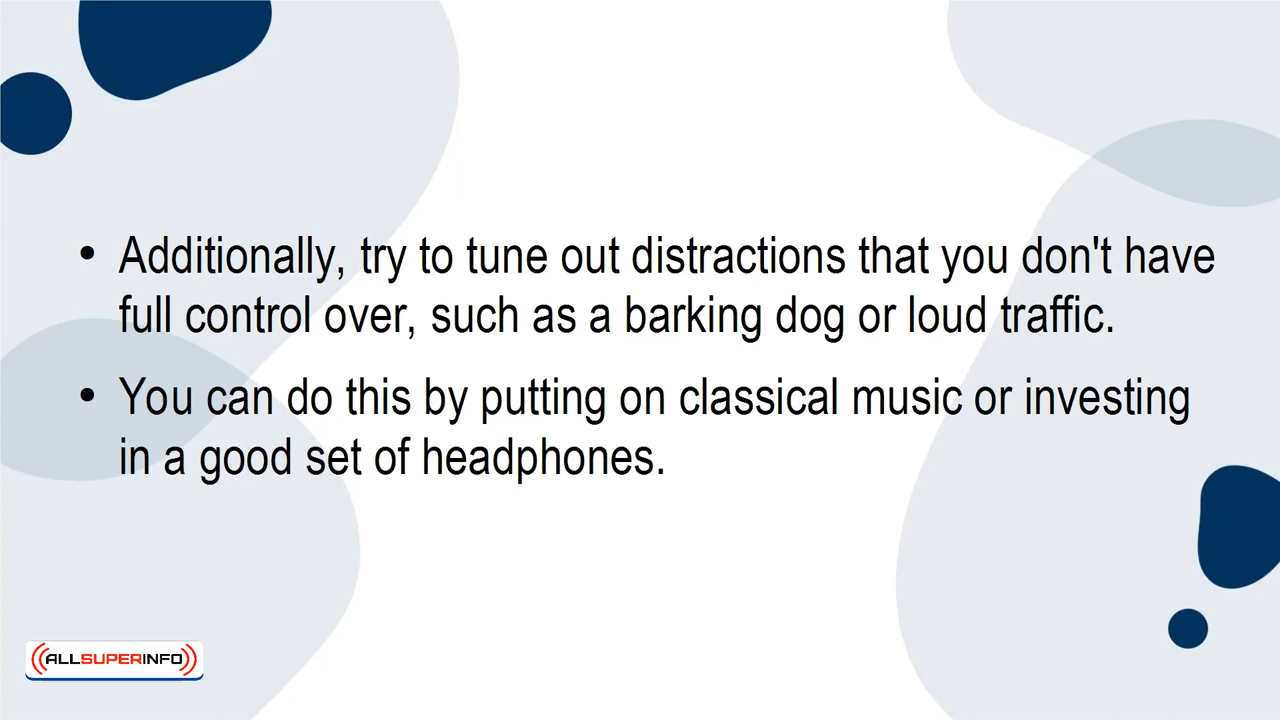 • Additionally, try to tune out distractions that you don't have
full control over, such as a barking dog or loud traffic.
• You can do this by putting on classical music or investing
in a good set of headphones.
ALLSUPERINFO